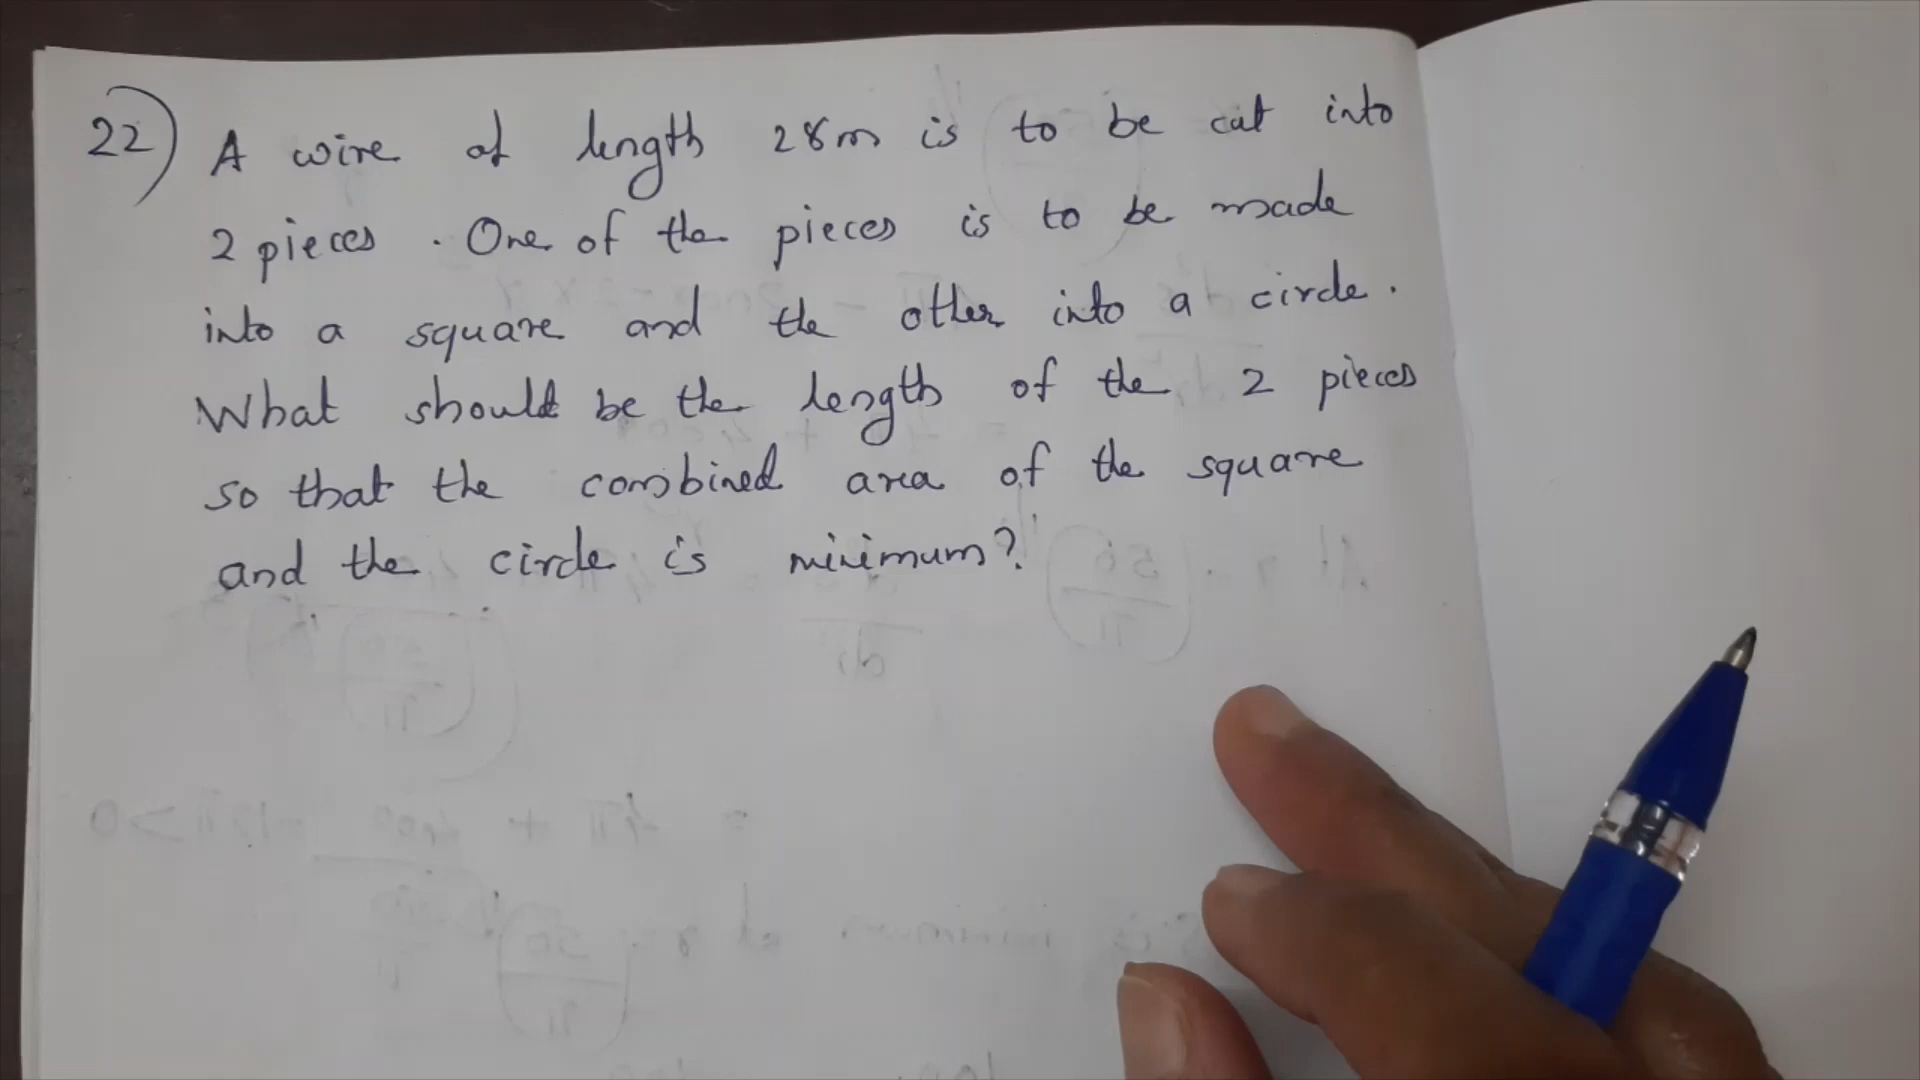 22) A wire of length 28m is to be cut into
2 pieces. One of the pieces is to be made
into a square and the other into a circle.
What should be the length of the 2 pieces
so that the combined area of the square
and the circle is minimum?